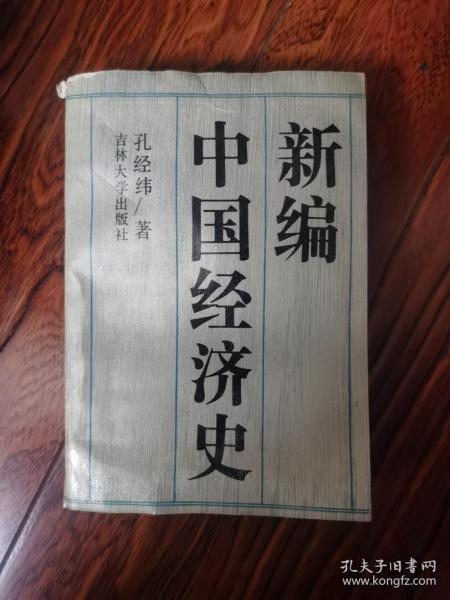 新编
中国经济史
孔经纬/著
吉林大学出版社
孔夫子旧书网
www.kongfz.com